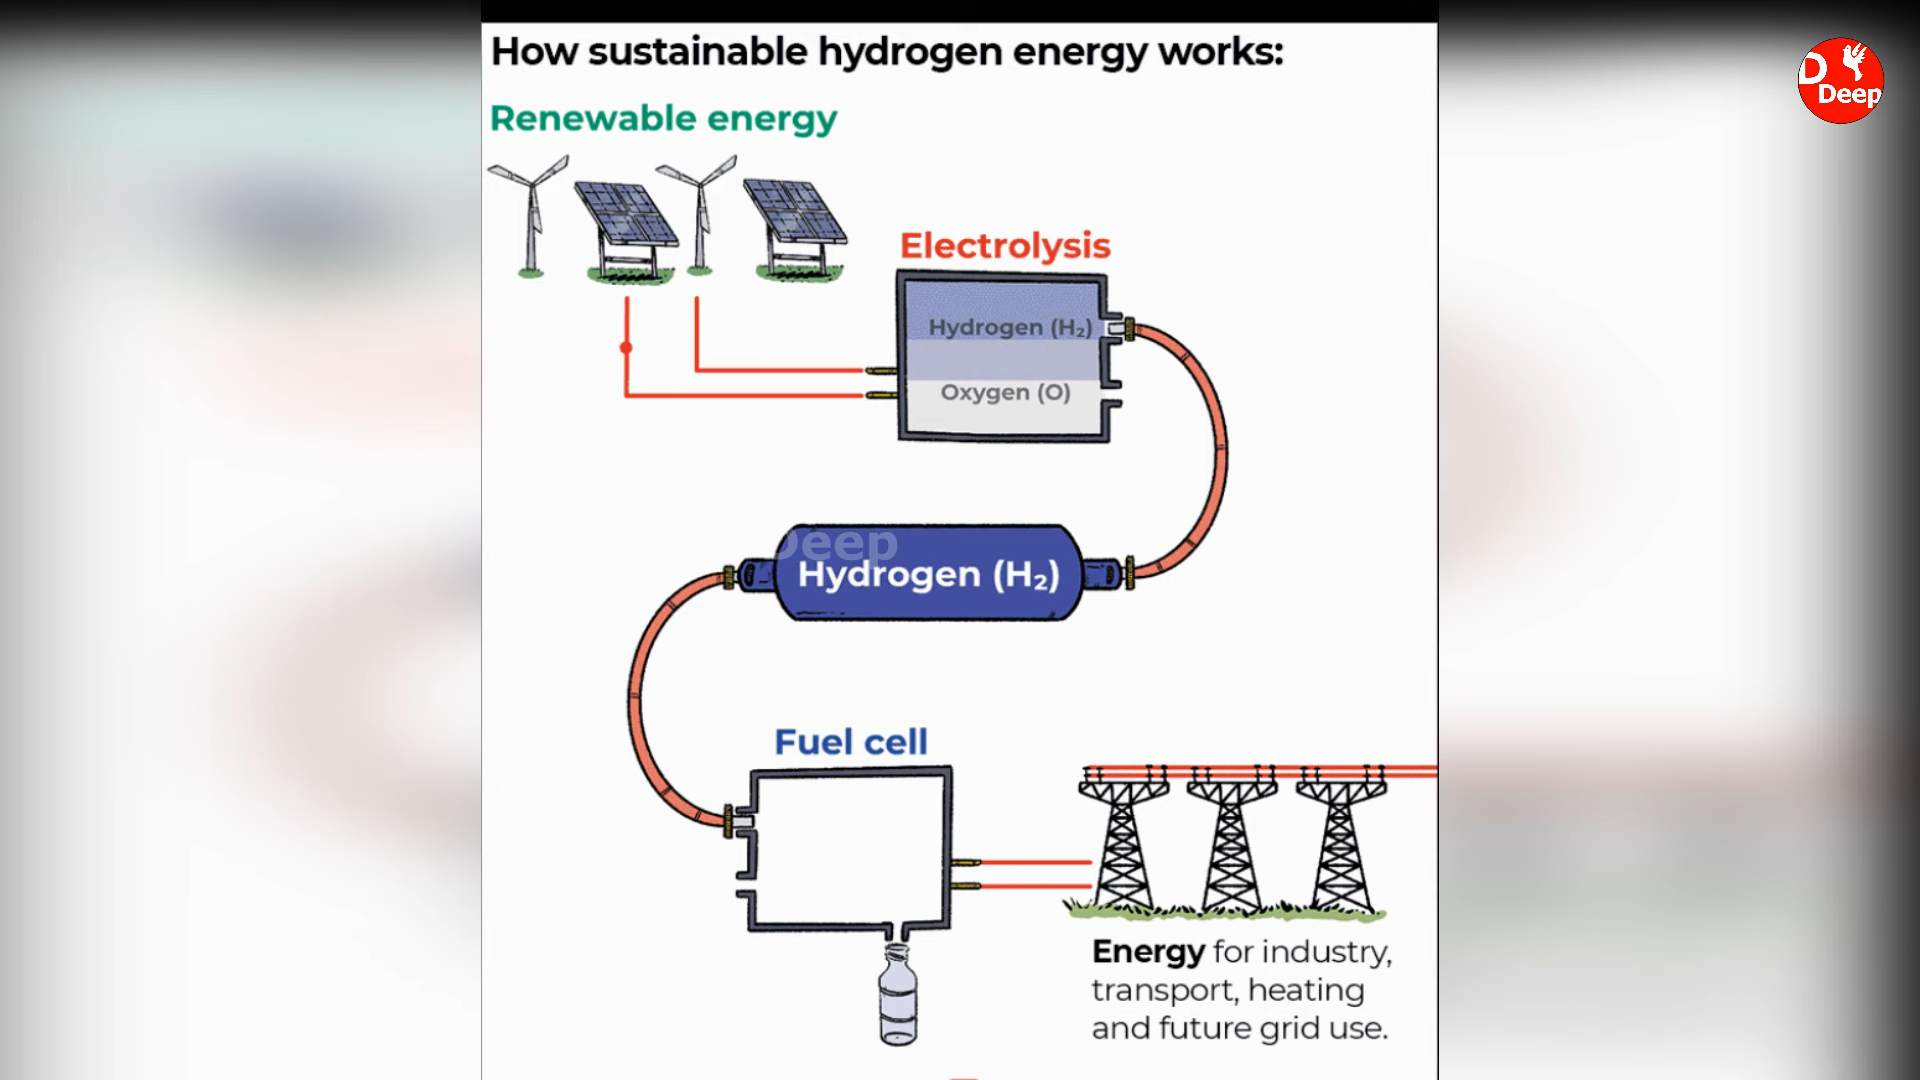 How sustainable hydrogen energy works:
D
Deep
Renewable energy
Electrolysis
Hydrogen (H₂)
Oxygen (O)
Deep
Hydrogen (H₂)
Fuel cell
Energy for industry,
transport, heating
and future grid use.